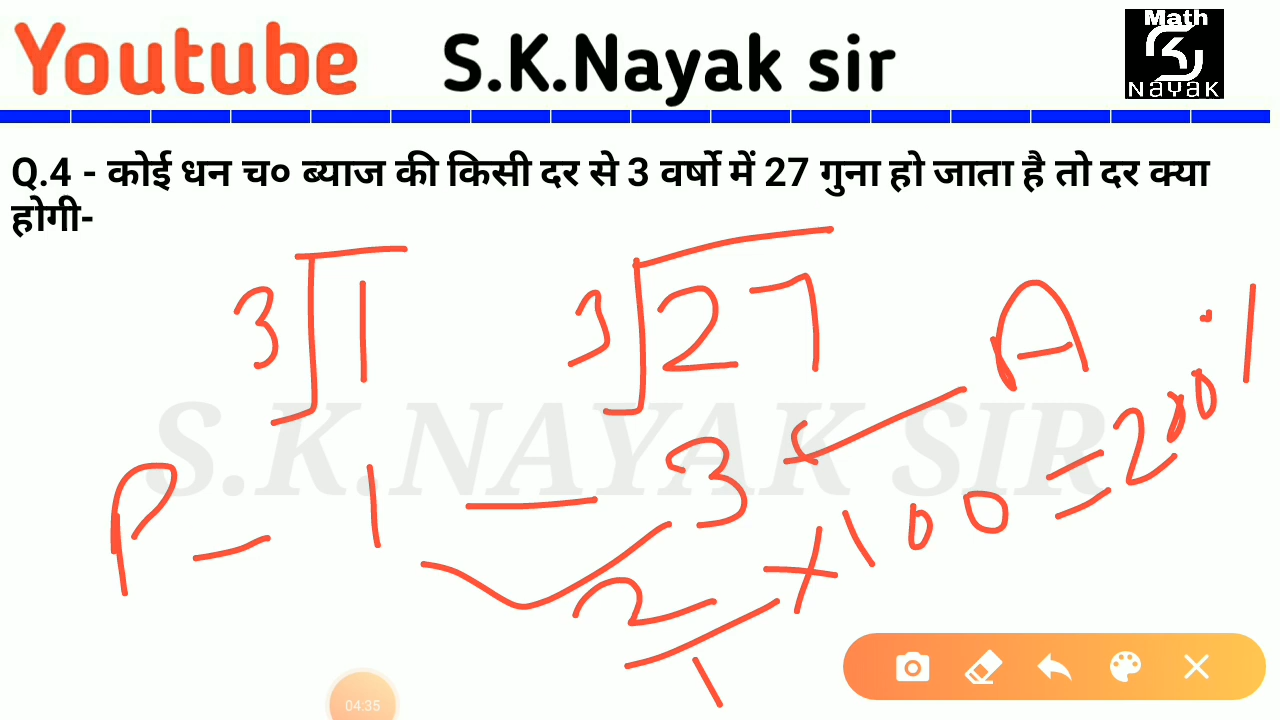 Youtube S.K.Nayak sir
Math
NAYAK
Q.4 - कोई धन च० ब्याज की किसी दर से 3 वर्षो में 27 गुना हो जाता है तो दर क्या
होगी-
3√1 3√27 A
S.K.NAYAK SIR
P - 1 — 3
2/1 ×100 = 200%
04:35